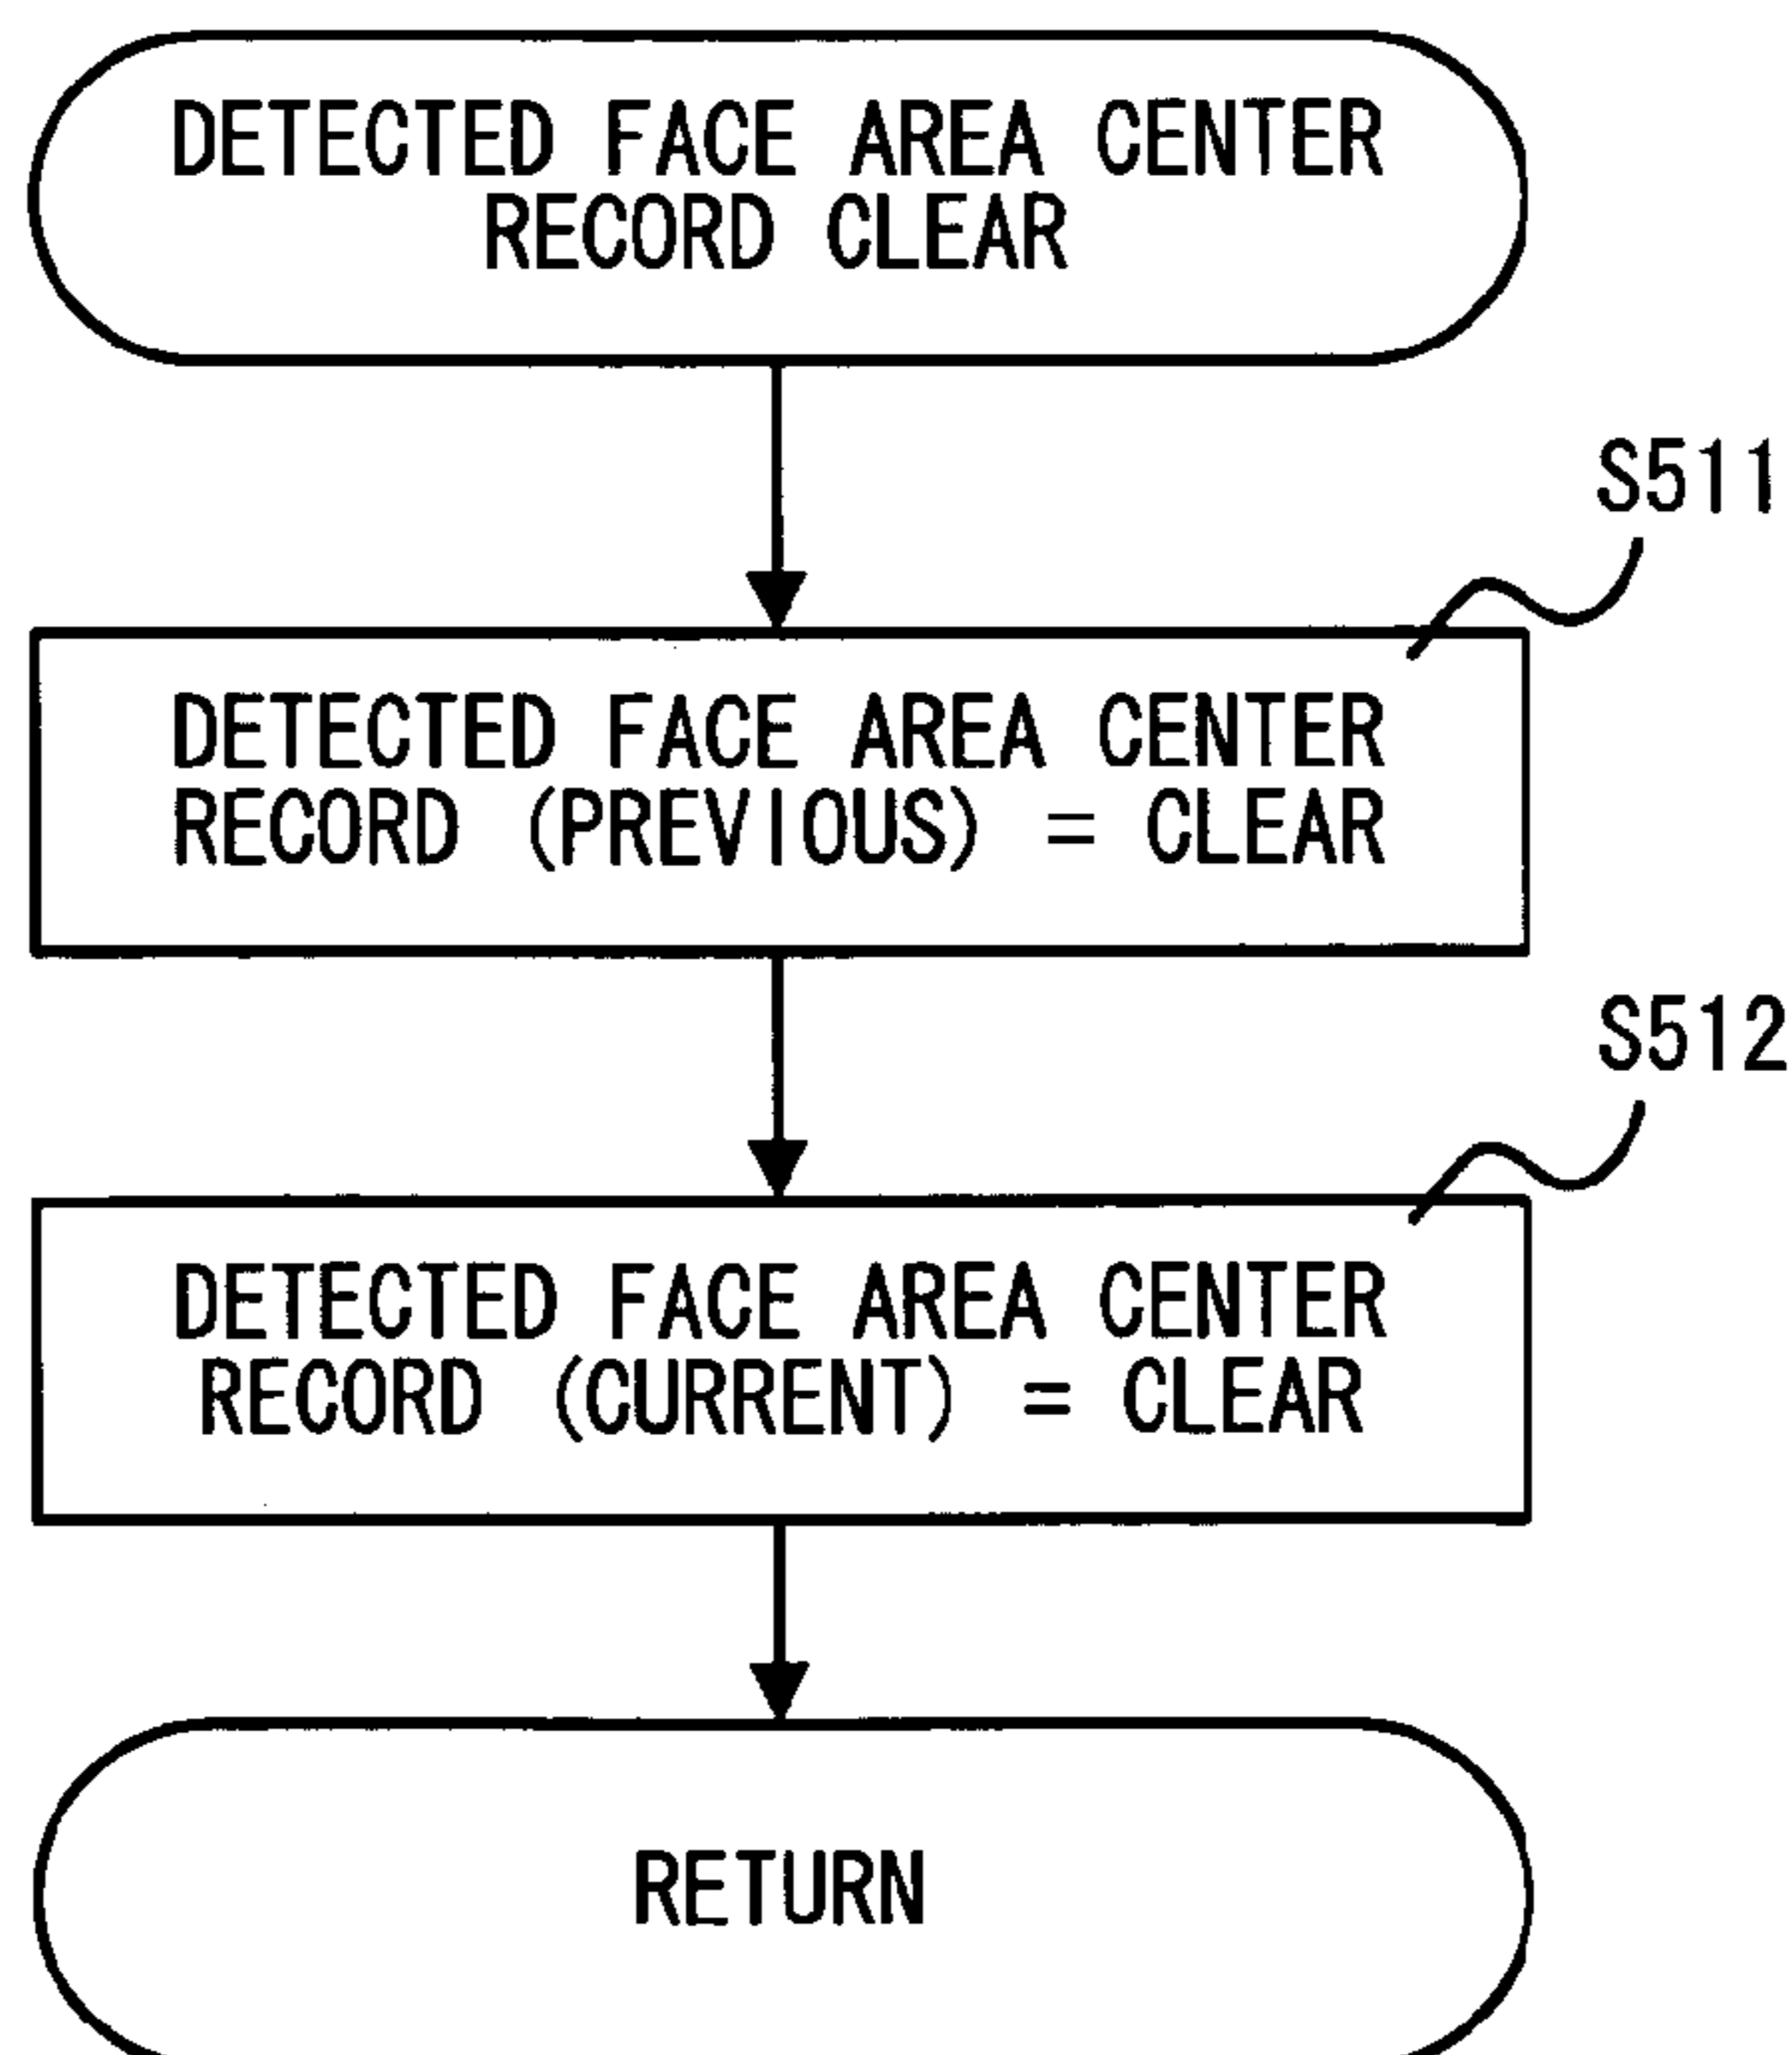 DETECTED FACE AREA CENTER
RECORD CLEAR
S511
DETECTED FACE AREA CENTER
RECORD (PREVIOUS) = CLEAR
S512
DETECTED FACE AREA CENTER
RECORD (CURRENT) = CLEAR
RETURN